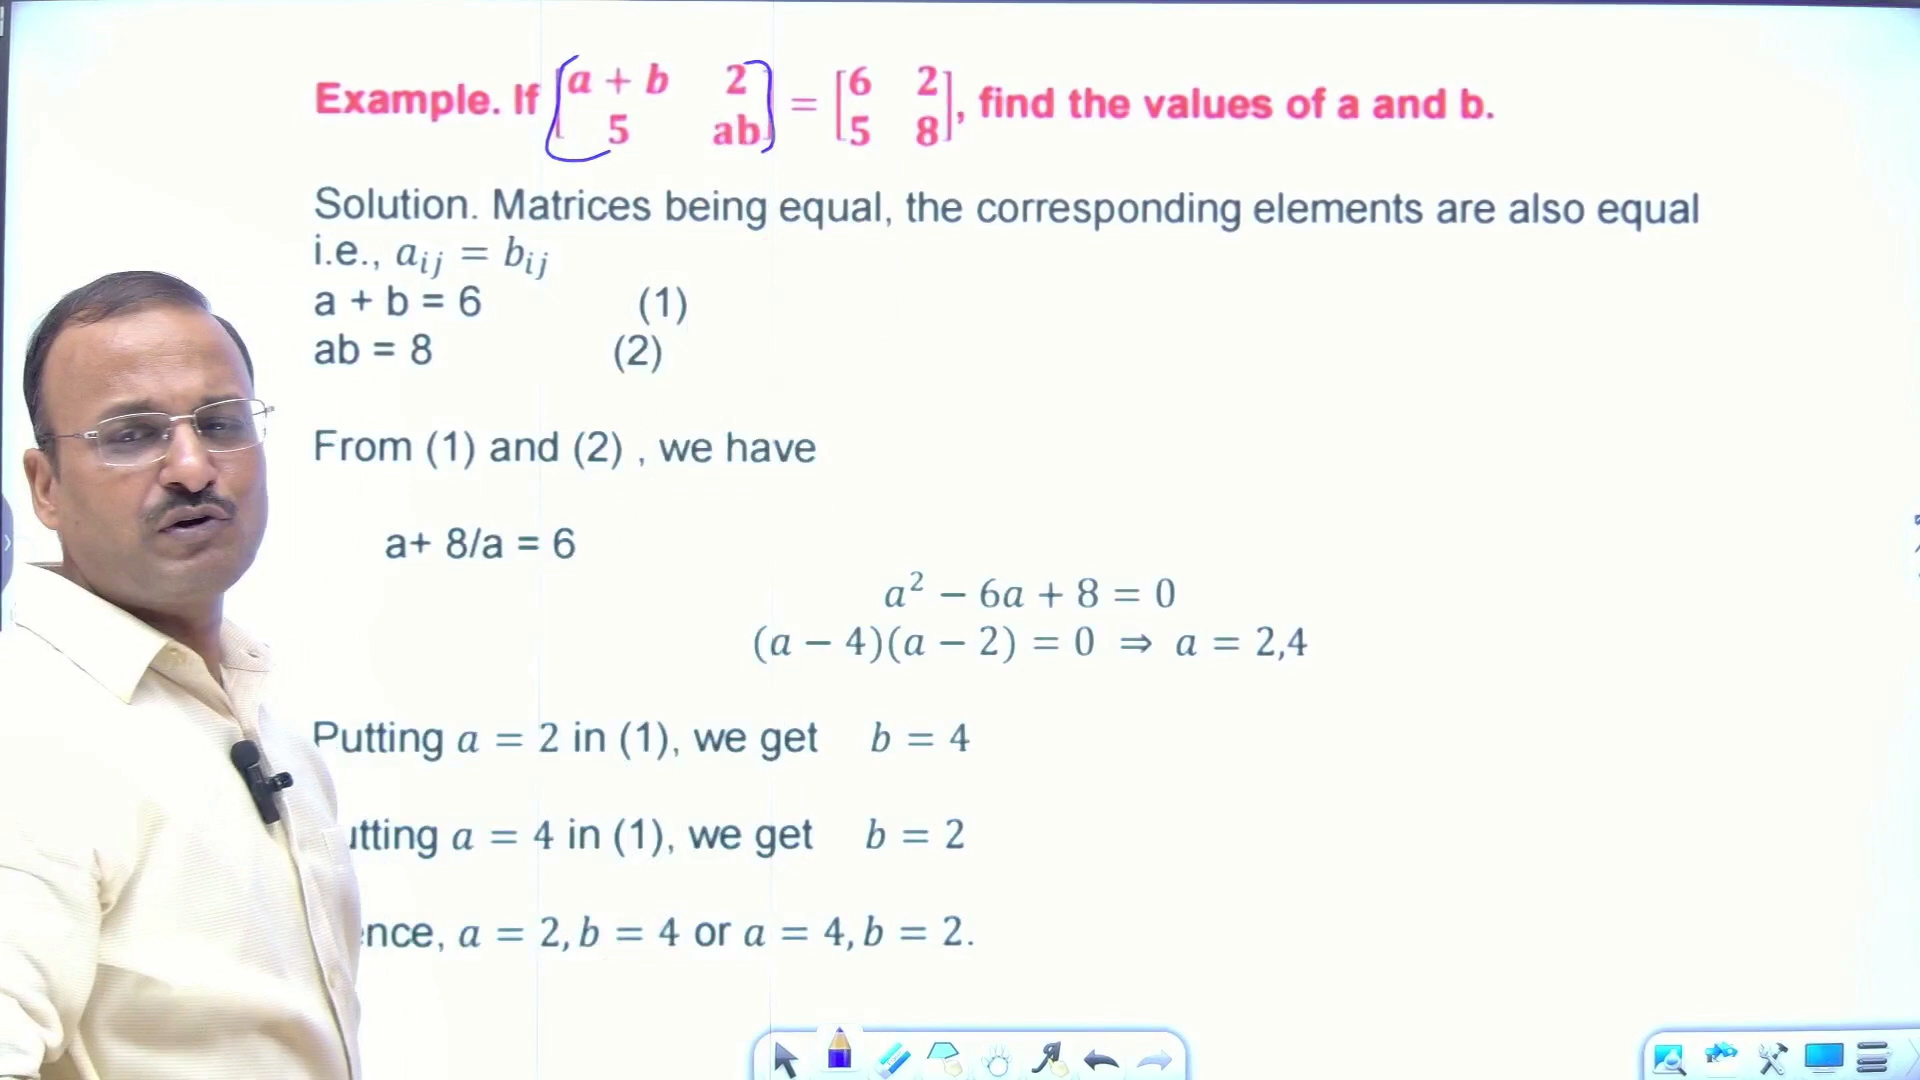 Example. If [a + b 2 5 ab] = [6 2 5 8], find the values of a and b.
Solution. Matrices being equal, the corresponding elements are also equal
i.e., aᵢⱼ = bᵢⱼ
a + b = 6 (1)
ab = 8 (2)
From (1) and (2) , we have
a+ 8/a = 6
a² − 6a + 8 = 0
(a − 4)(a − 2) = 0 ⇒ a = 2,4
Putting a = 2 in (1), we get b = 4
a = 4 in (1), we get b = 2
a = 2, b = 4 or a = 4, b = 2.